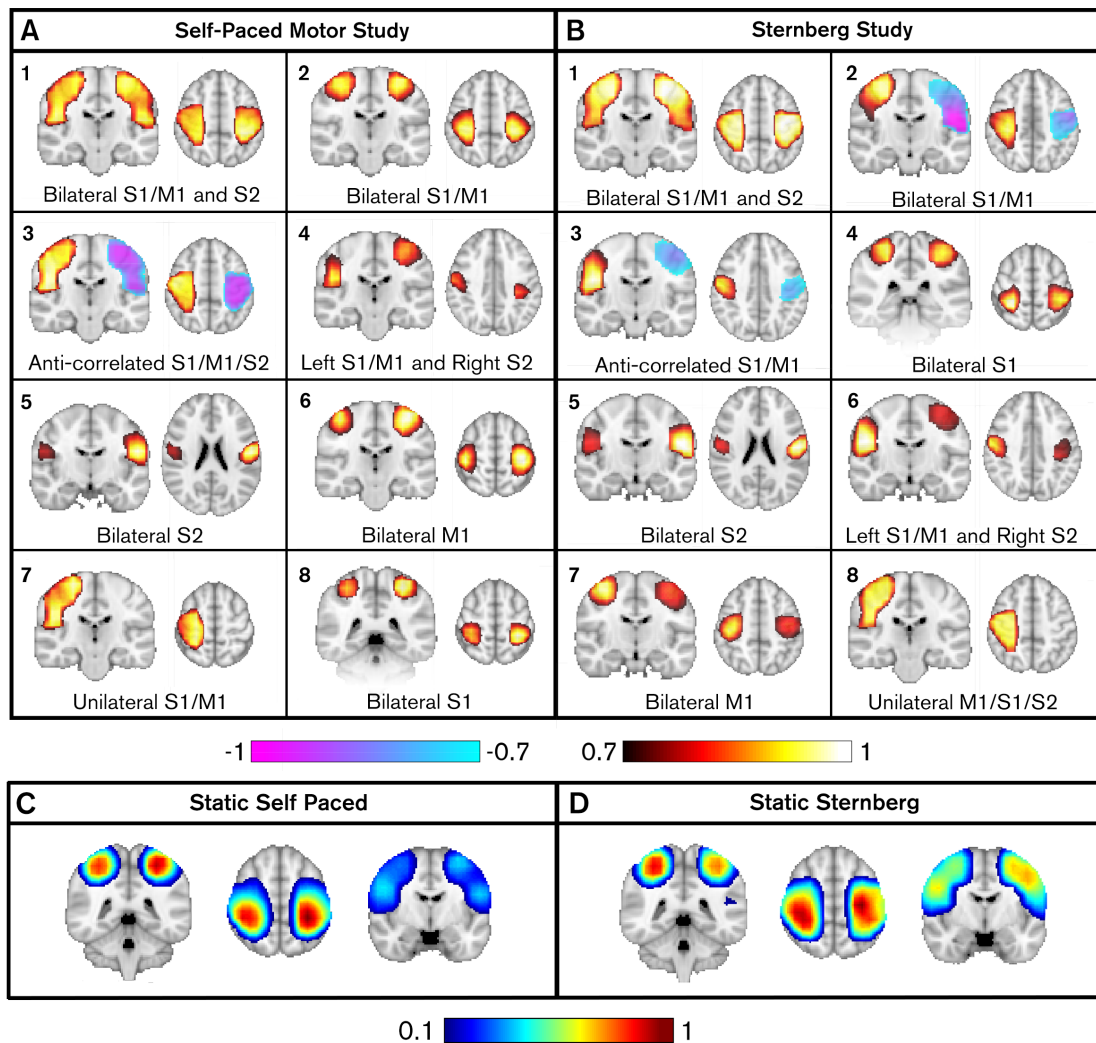 A Self-Paced Motor Study
B Sternberg Study
1
Bilateral S1/M1 and S2
2
Bilateral S1/M1
1
Bilateral S1/M1 and S2
2
Bilateral S1/M1
3
Anti-correlated S1/M1/S2
4
Left S1/M1 and Right S2
3
Anti-correlated S1/M1
4
Bilateral S1
5
Bilateral S2
6
Bilateral M1
5
Bilateral S2
6
Left S1/M1 and Right S2
7
Unilateral S1/M1
8
Bilateral S1
7
Bilateral M1
8
Unilateral M1/S1/S2
-1 -0.7
0.7 1
C Static Self Paced
D Static Sternberg
0.1 1